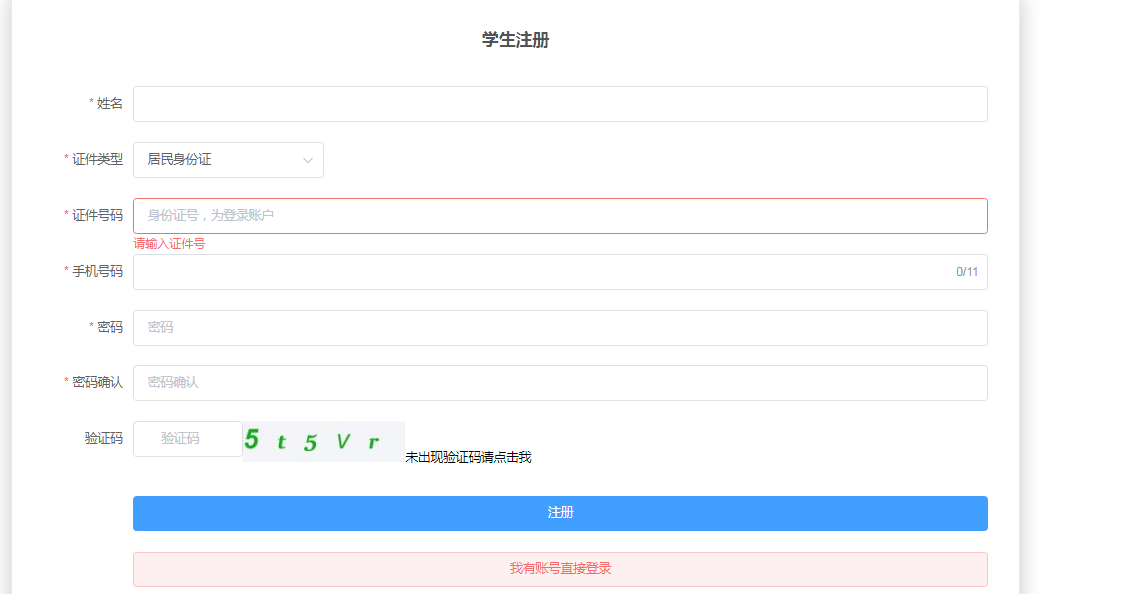 学生注册
* 姓名
* 证件类型 居民身份证
* 证件号码 身份证号，为登录账户
请输入证件号
* 手机号码 0/11
* 密码 密码
* 密码确认 密码确认
验证码 验证码 5 t 5 V r 未出现验证码请点击我
注册
我有账号直接登录